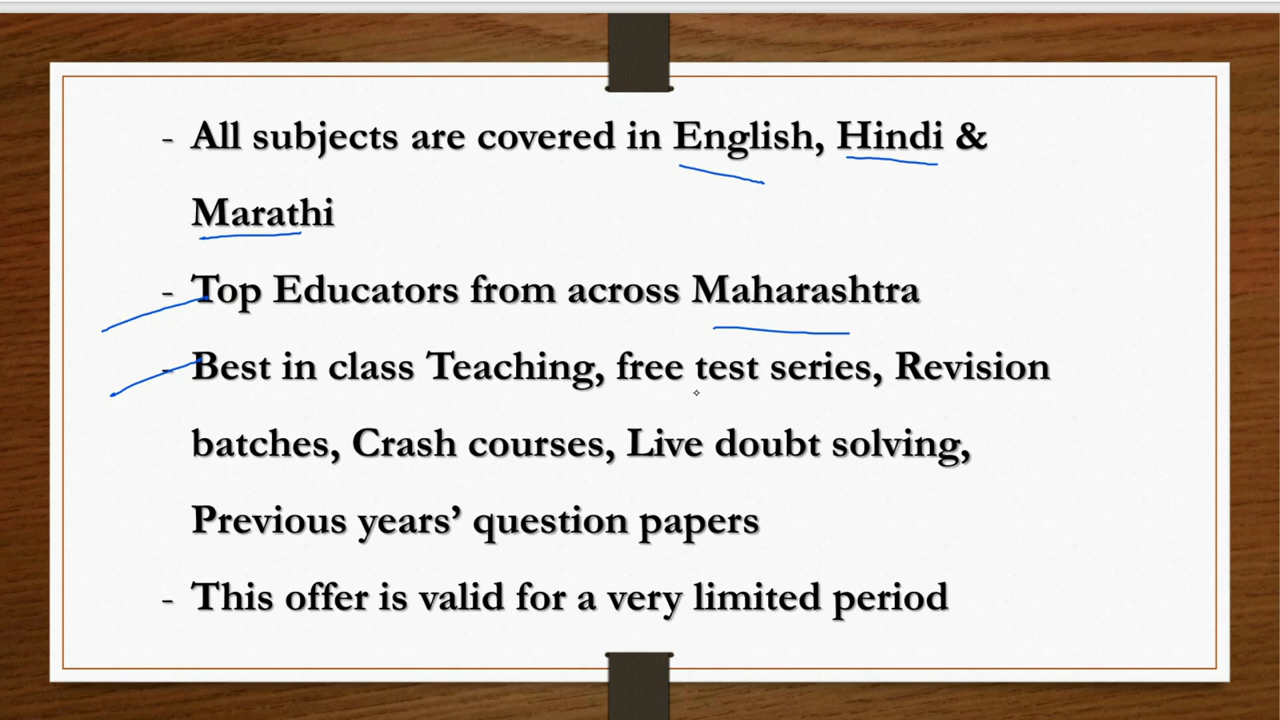 - All subjects are covered in English, Hindi &
Marathi
- Top Educators from across Maharashtra
- Best in class Teaching, free test series, Revision
batches, Crash courses, Live doubt solving,
Previous years’ question papers
- This offer is valid for a very limited period